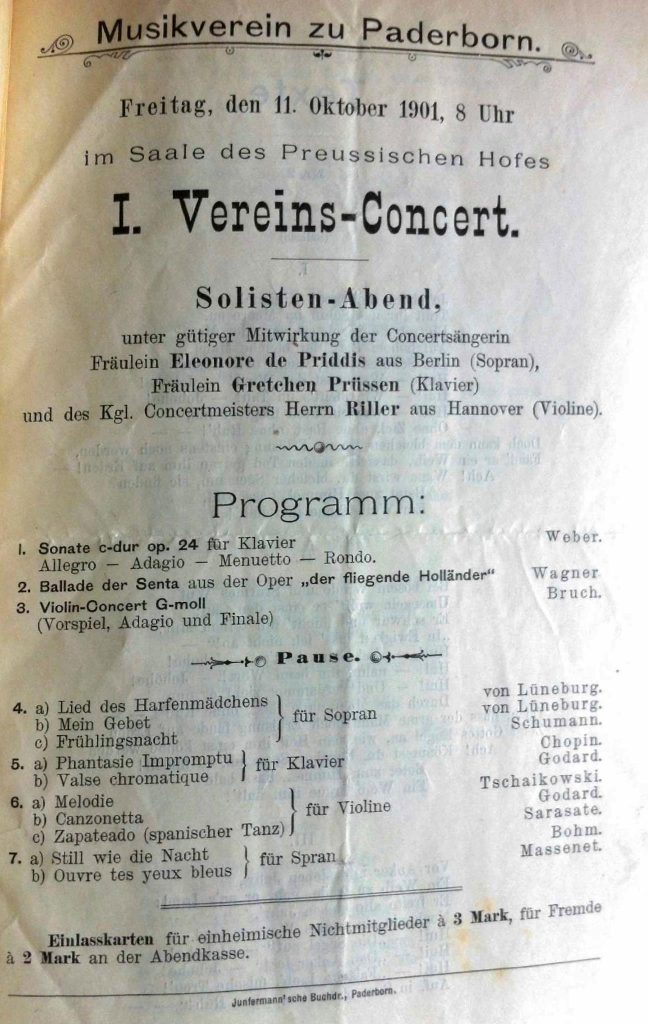 Musikverein zu Paderborn.
Freitag, den 11. Oktober 1901, 8 Uhr
im Saale des Preussischen Hofes
I. Vereins-Concert.
Solisten-Abend,
unter gütiger Mitwirkung der Concertsängerin
Fräulein Eleonore de Priddis aus Berlin (Sopran),
Fräulein Gretchen Prüssen (Klavier)
und des Kgl. Concertmeisters Herrn Riller aus Hannover (Violine).
Programm:
1. Sonate c-dur op. 24 für Klavier Weber.
Allegro — Adagio — Menuetto — Rondo.
2. Ballade der Senta aus der Oper „der fliegende Holländer“ Wagner
3. Violin-Concert G-moll Bruch.
(Vorspiel, Adagio und Finale)
Pause.
4. a) Lied des Harfenmädchens von Lüneburg.
b) Mein Gebet für Sopran von Lüneburg.
c) Frühlingsnacht Schumann.
5. a) Phantasie Impromptu für Klavier Chopin.
b) Valse chromatique Godard.
6. a) Melodie Tschaikowski.
b) Canzonetta für Violine Godard.
c) Zapateado (spanischer Tanz) Sarasate.
7. a) Still wie die Nacht für Spran Bohm.
b) Ouvre tes yeux bleus Massenet.
Einlasskarten für einheimische Nichtmitglieder à 3 Mark, für Fremde
à 2 Mark an der Abendkasse.
Junfermann'sche Buchdr., Paderborn.